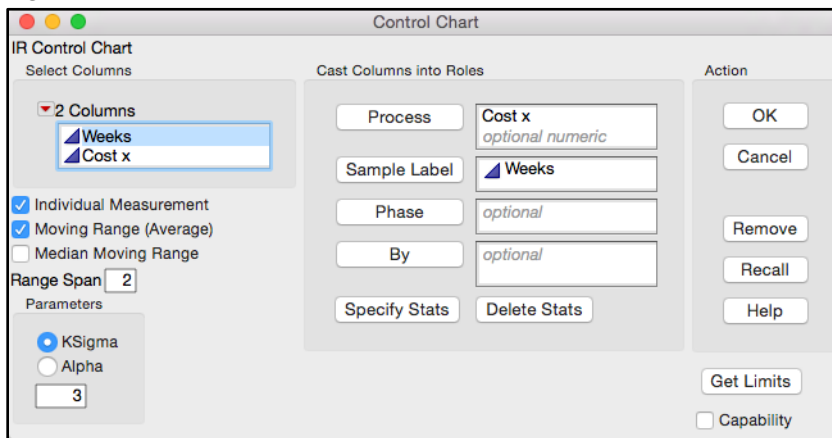 Control Chart
IR Control Chart
Select Columns
2 Columns
Weeks
Cost x
Individual Measurement
Moving Range (Average)
Median Moving Range
Range Span 2
Parameters
KSigma
Alpha
3
Cast Columns into Roles
Process
Cost x
optional numeric
Sample Label
Weeks
Phase
optional
By
optional
Specify Stats
Delete Stats
Action
OK
Cancel
Remove
Recall
Help
Get Limits
Capability